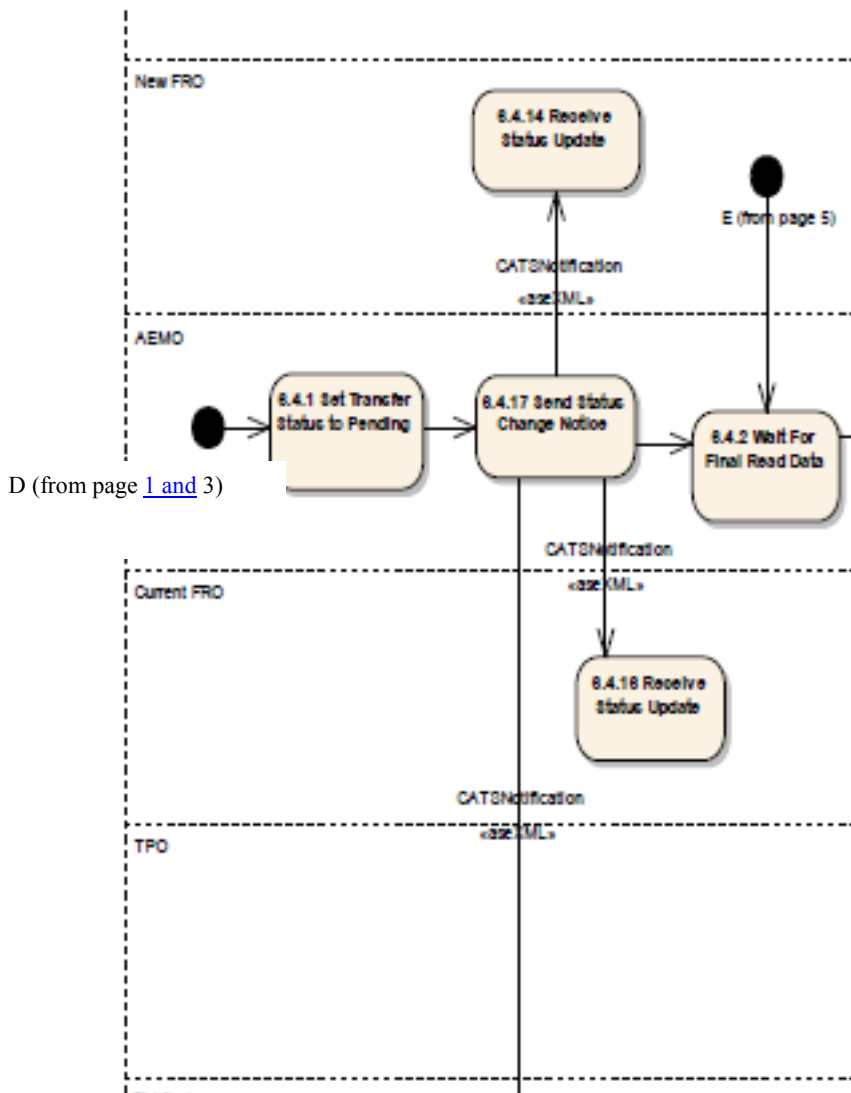 New FRO
6.4.14 Receive
Status Update
E (from page 5)
CATSNotification
«aseXML»
AEMO
6.4.1 Set Transfer
Status to Pending
6.4.17 Send Status
Change Notice
6.4.2 Wait For
Final Read Data
D (from page 1 and 3)
CATSNotification
«aseXML»
Current FRO
6.4.16 Receive
Status Update
CATSNotification
«aseXML»
TPO